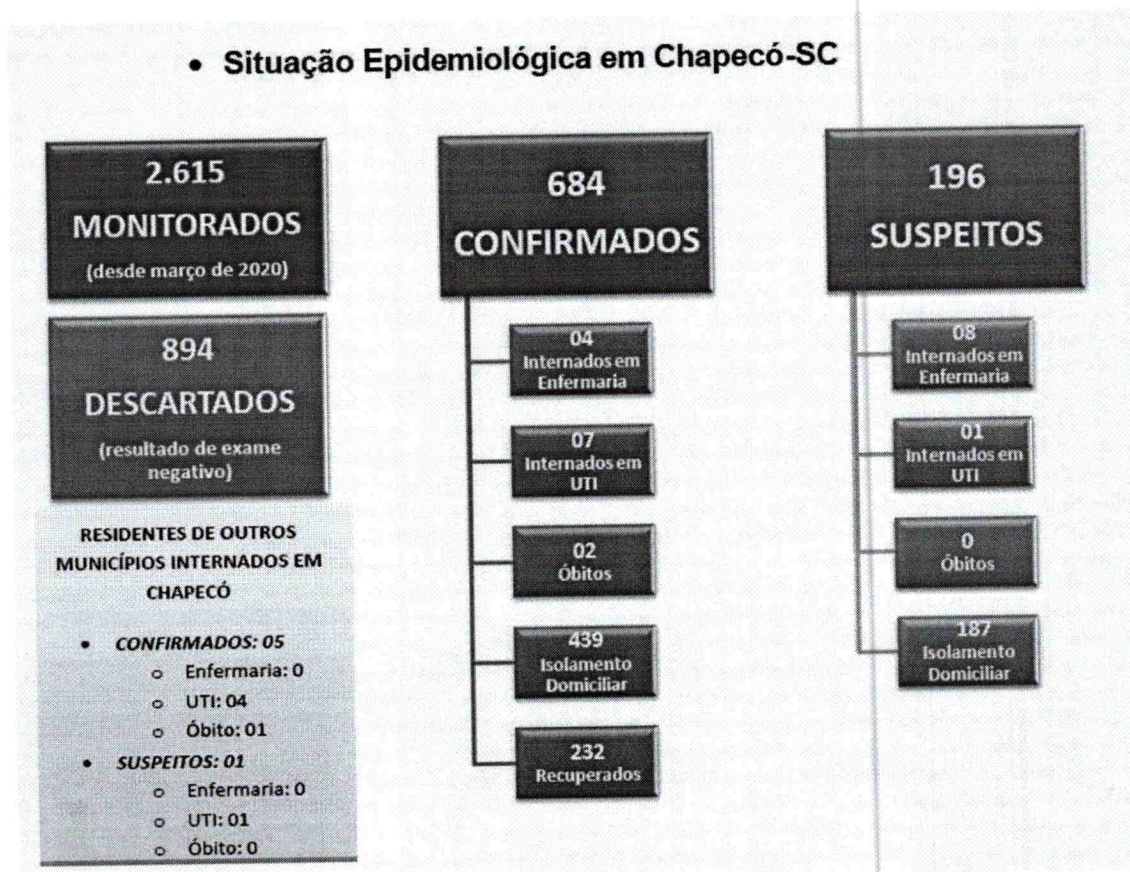 • Situação Epidemiológica em Chapecó-SC
2.615
MONITORADOS
(desde março de 2020)
894
DESCARTADOS
(resultado de exame
negativo)
RESIDENTES DE OUTROS
MUNICÍPIOS INTERNADOS EM
CHAPECÓ
• CONFIRMADOS: 05
o Enfermaria: 0
o UTI: 04
o Óbito: 01
• SUSPEITOS: 01
o Enfermaria: 0
o UTI: 01
o Óbito: 0
684
CONFIRMADOS
04
Internados em
Enfermaria
07
Internados em
UTI
02
Óbitos
439
Isolamento
Domiciliar
232
Recuperados
196
SUSPEITOS
08
Internados em
Enfermaria
01
Internados em
UTI
0
Óbitos
187
Isolamento
Domiciliar